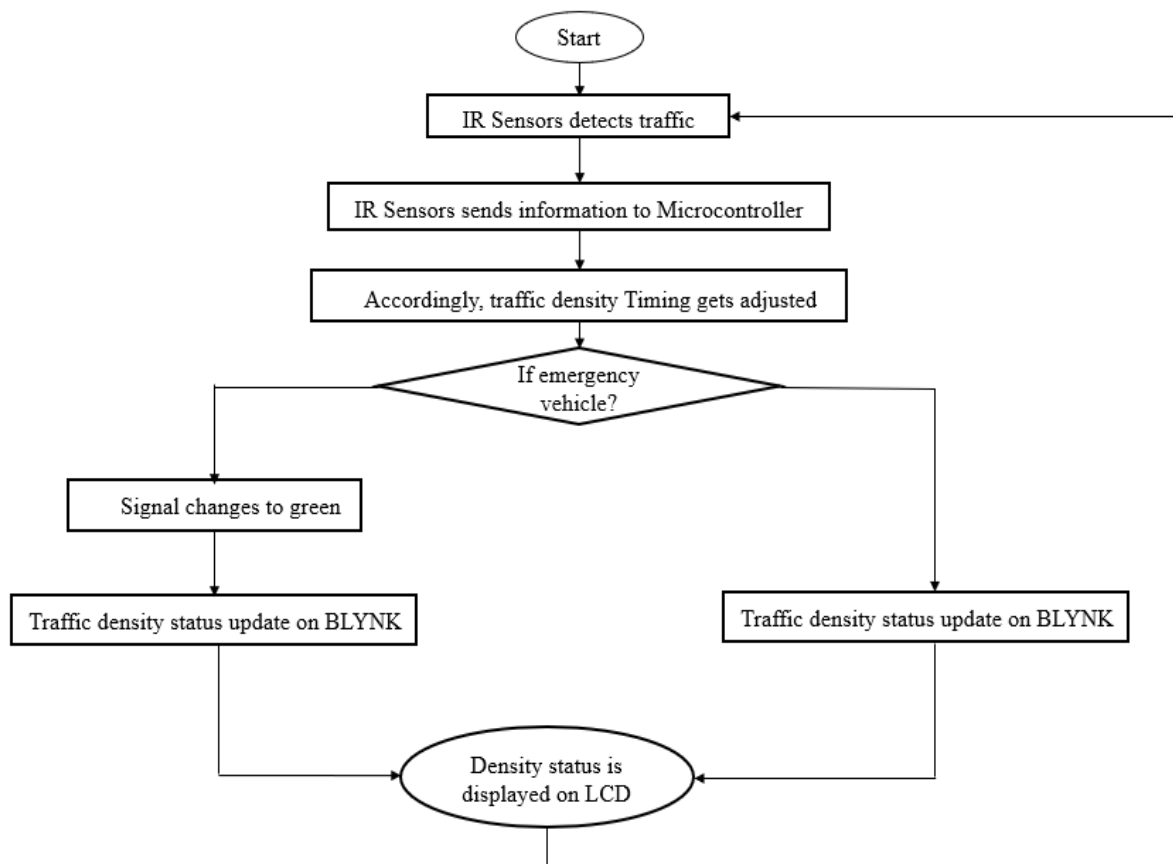 Start
IR Sensors detects traffic
IR Sensors sends information to Microcontroller
Accordingly, traffic density Timing gets adjusted
If emergency
vehicle?
Signal changes to green
Traffic density status update on BLYNK
Traffic density status update on BLYNK
Density status is
displayed on LCD